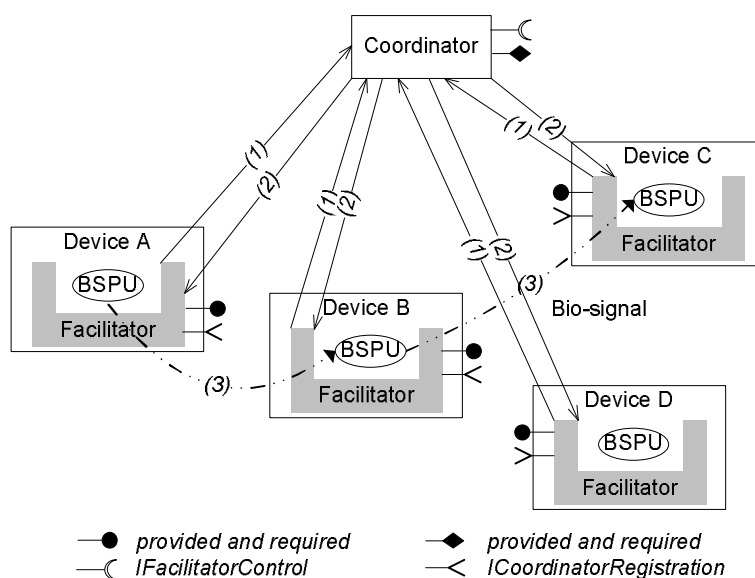 Coordinator
(1)
(2)
(1)
(2)
(1)
(2)
(1)
(2)
Device C
BSPU
Facilitator
Device A
BSPU
Facilitator
(3)
Device B
BSPU
Facilitator
(3)
Bio-signal
Device D
BSPU
Facilitator
provided and required
IFacilitatorControl
provided and required
ICoordinatorRegistration